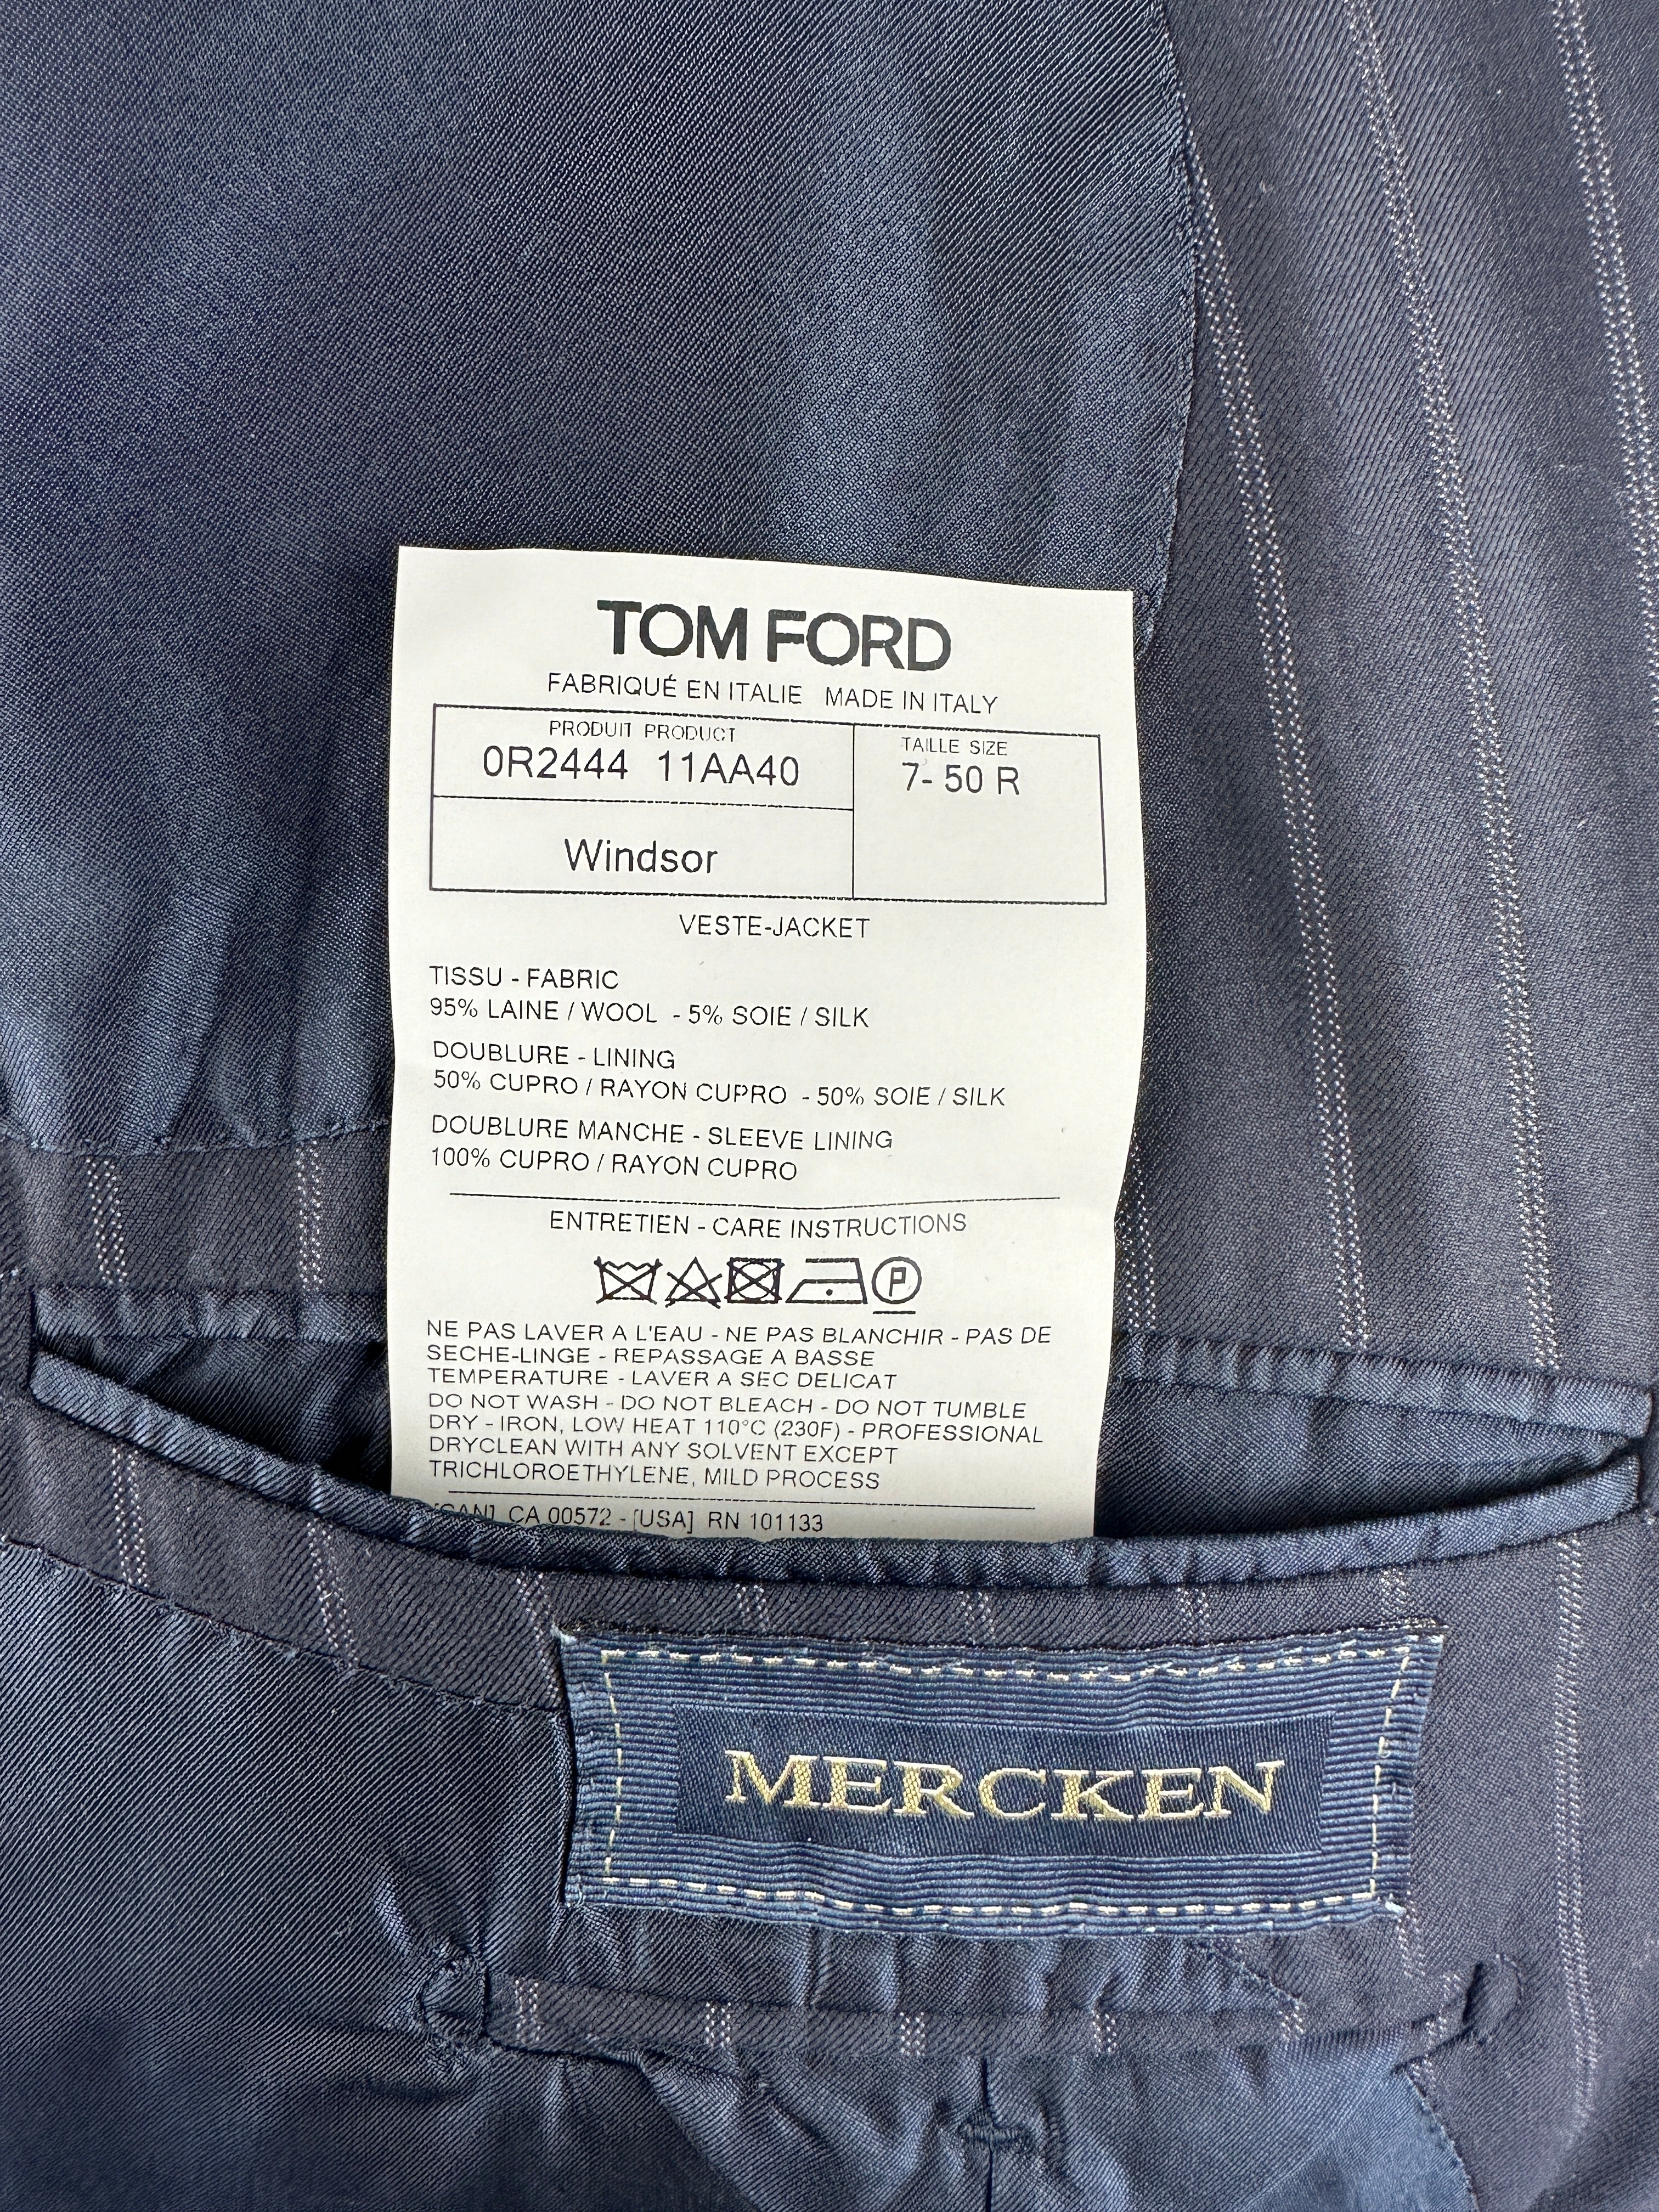 TOM FORD
FABRIQUÉ EN ITALIE MADE IN ITALY
PRODUIT PRODUCT
0R2444 11AA40
TAILLE SIZE
7- 50 R
Windsor
VESTE-JACKET
TISSU - FABRIC
95% LAINE / WOOL - 5% SOIE / SILK
DOUBLURE - LINING
50% CUPRO / RAYON CUPRO - 50% SOIE / SILK
DOUBLURE MANCHE - SLEEVE LINING
100% CUPRO / RAYON CUPRO
ENTRETIEN - CARE INSTRUCTIONS
P
NE PAS LAVER A L'EAU - NE PAS BLANCHIR - PAS DE
SECHE-LINGE - REPASSAGE A BASSE
TEMPERATURE - LAVER A SEC DELICAT
DO NOT WASH - DO NOT BLEACH - DO NOT TUMBLE
DRY - IRON, LOW HEAT 110°C (230F) - PROFESSIONAL
DRYCLEAN WITH ANY SOLVENT EXCEPT
TRICHLOROETHYLENE, MILD PROCESS
[CAN] CA 00572 - [USA] RN 101133
MERCKEN